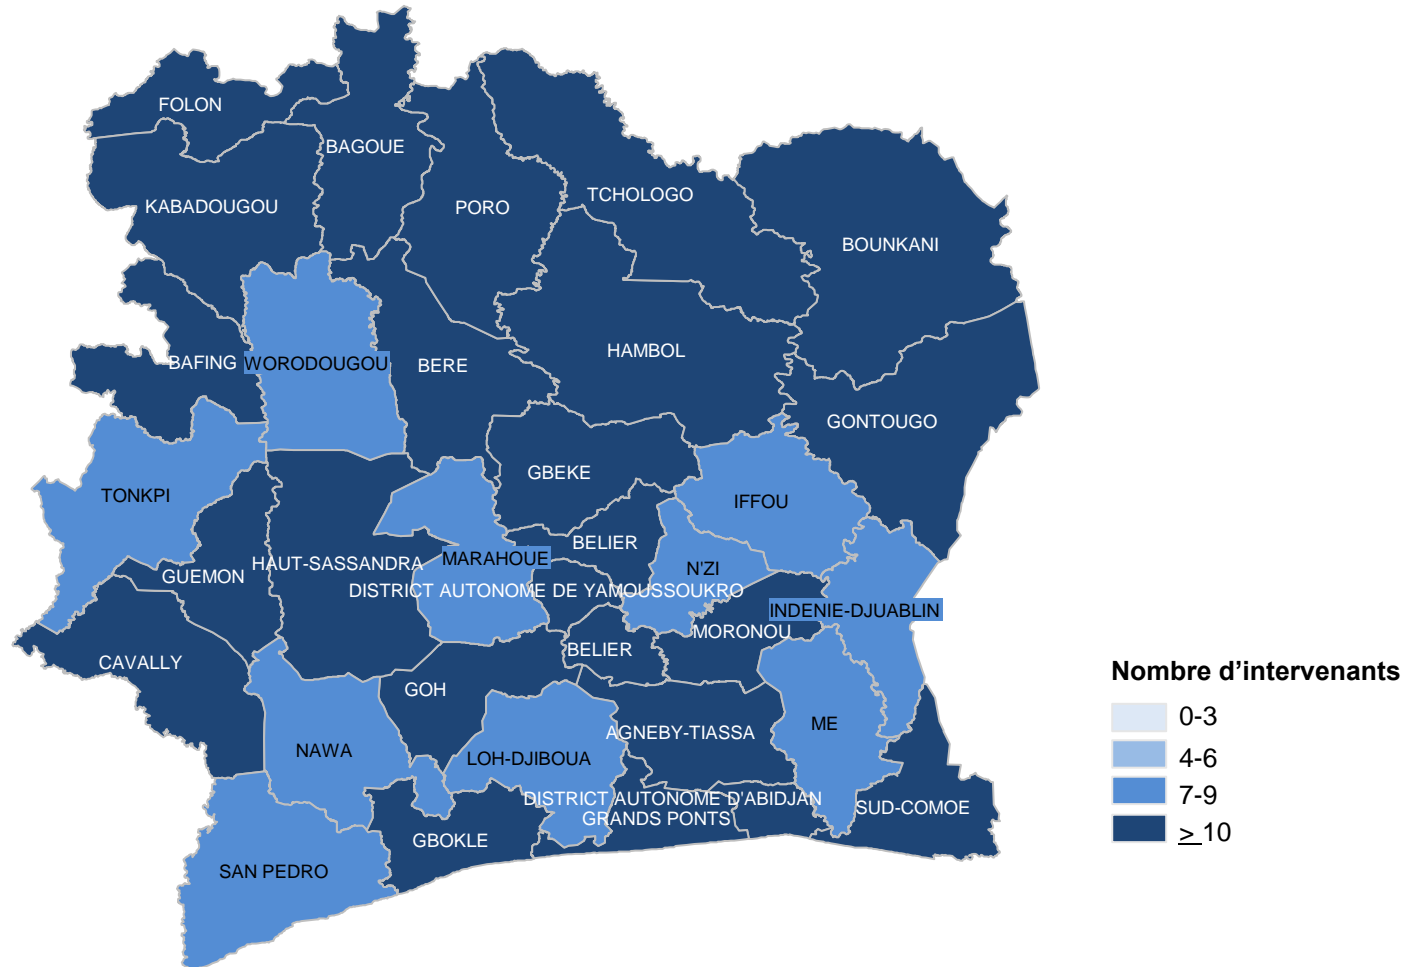 FOLON
BAGOUE
KABADOUGOU
PORO
TCHOLOGO
BOUNKANI
HAMBOL
BAFING
WORODOUGOU
BERE
GONTOUGO
GBEKE
TONKPI
IFFOU
BELIER
MARAHOUE
HAUT-SASSANDRA
N'ZI
GUEMON
DISTRICT AUTONOME DE YAMOUSSOUKRO
INDENIE-DJUABLIN
MORONOU
BELIER
CAVALLY
GOH
NAWA
LOH-DJIBOUA
AGNEBY-TIASSA
ME
DISTRICT AUTONOME D'ABIDJAN
GRANDS PONTS
SUD-COMOE
GBOKLE
SAN PEDRO
Nombre d’intervenants
0-3
4-6
7-9
≥ 10